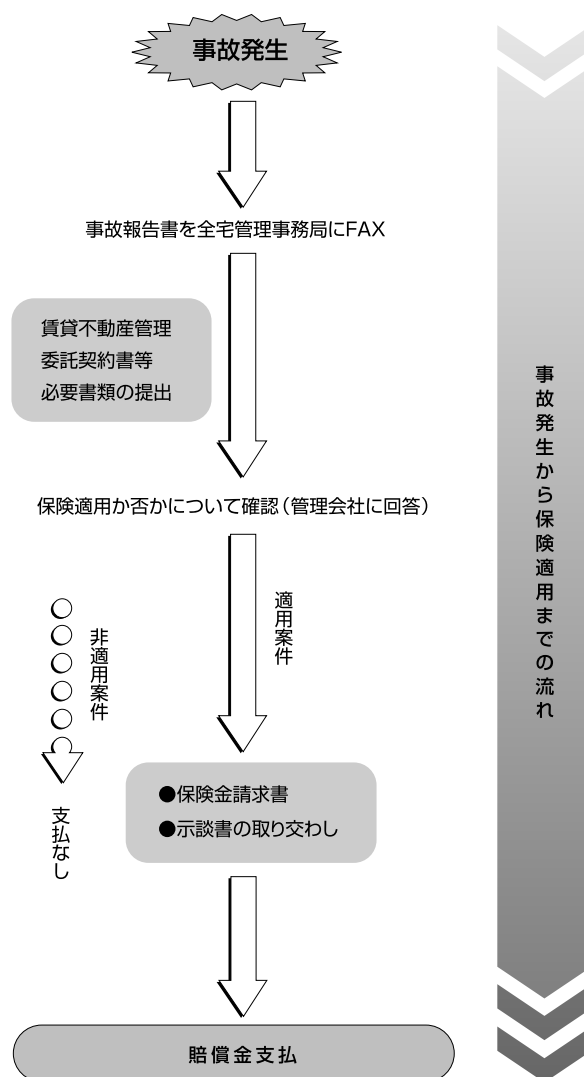 事故発生
事故報告書を全宅管理事務局にFAX
賃貸不動産管理
委託契約書等
必要書類の提出
保険適用か否かについて確認（管理会社に回答）
適用案件
非適用案件
支払なし
●保険金請求書
●示談書の取り交わし
賠償金支払
事故発生から保険適用までの流れ